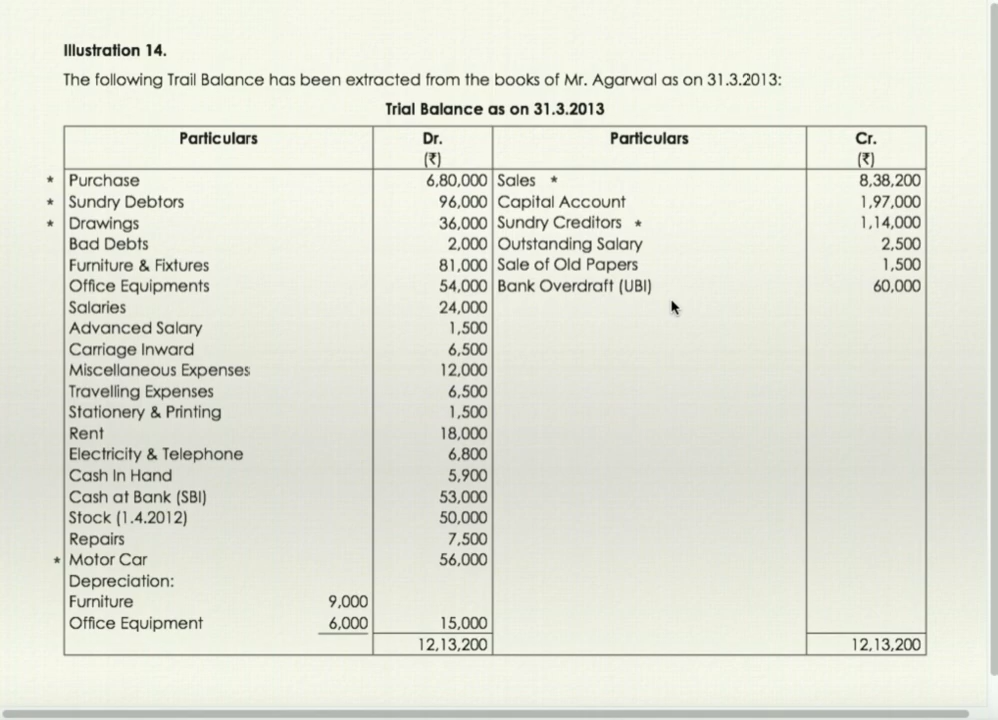 Illustration 14.
The following Trail Balance has been extracted from the books of Mr. Agarwal as on 31.3.2013:
Trial Balance as on 31.3.2013
Particulars Dr. (₹) Particulars Cr. (₹)
* Purchase 6,80,000 Sales * 8,38,200
* Sundry Debtors 96,000 Capital Account 1,97,000
* Drawings 36,000 Sundry Creditors * 1,14,000
Bad Debts 2,000 Outstanding Salary 2,500
Furniture & Fixtures 81,000 Sale of Old Papers 1,500
Office Equipments 54,000 Bank Overdraft (UBI) 60,000
Salaries 24,000
Advanced Salary 1,500
Carriage Inward 6,500
Miscellaneous Expenses 12,000
Travelling Expenses 6,500
Stationery & Printing 1,500
Rent 18,000
Electricity & Telephone 6,800
Cash In Hand 5,900
Cash at Bank (SBI) 53,000
Stock (1.4.2012) 50,000
Repairs 7,500
* Motor Car 56,000
Depreciation:
Furniture 9,000
Office Equipment 6,000 15,000
12,13,200 12,13,200